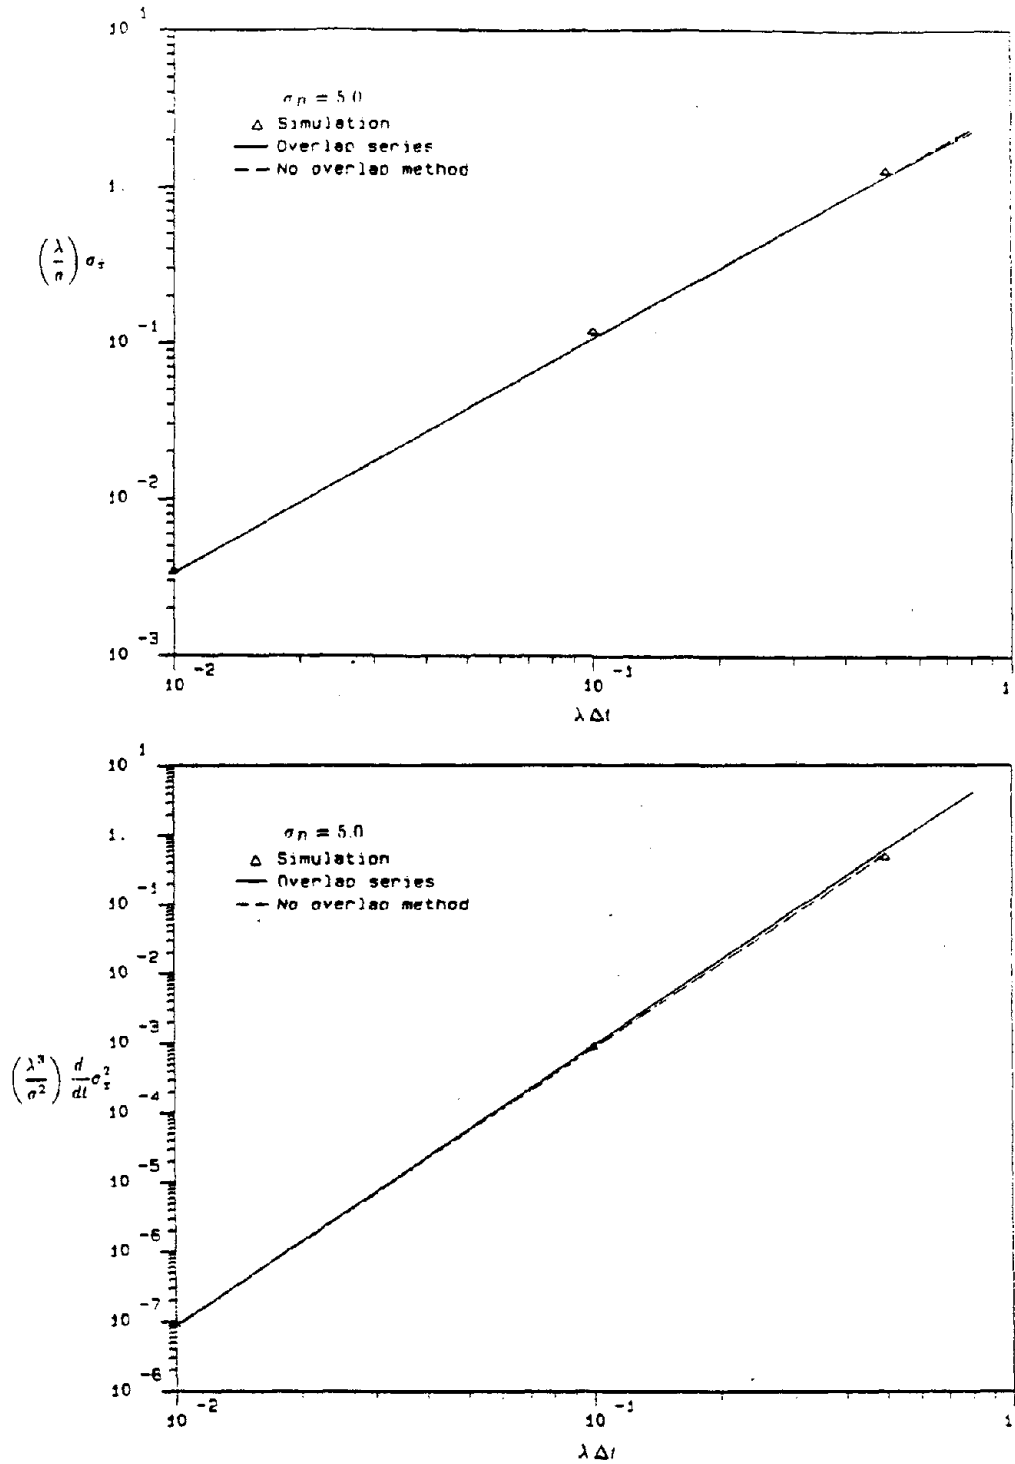 10 1
σn = 5.0
Simulation
Overlap series
No overlap method
1.
(λ/σ) σẋ
10 -1
10 -2
10 -3
10 -2
10 -1
1
λΔt
10 1
σn = 5.0
1.
Simulation
Overlap series
10 -1
No overlap method
10 -2
10 -3
(λ³/σ²) d/dt σ²
10 -4
10 -5
10 -6
10 -7
10 -6
10 -2
10 -1
1
λΔt